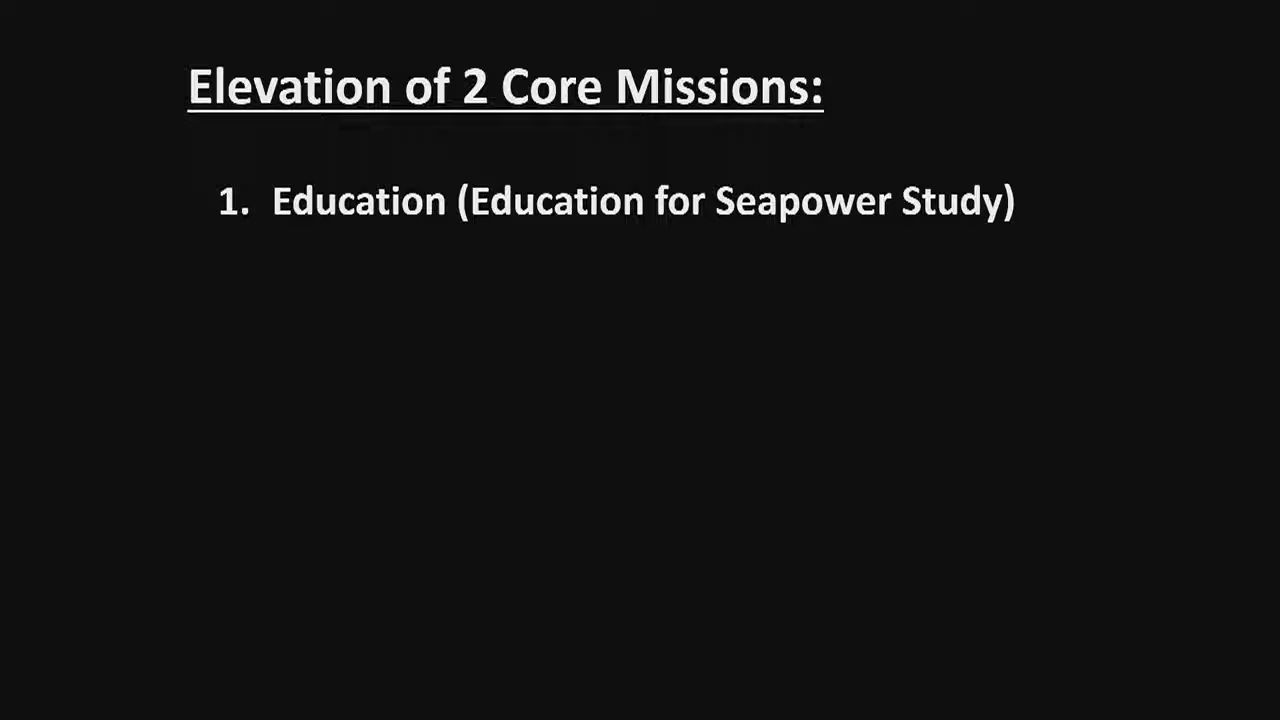 Elevation of 2 Core Missions:
1. Education (Education for Seapower Study)